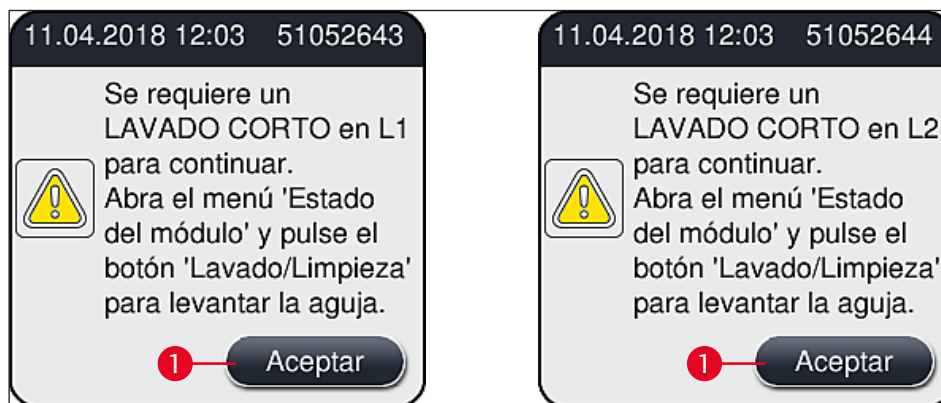 11.04.2018 12:03 51052643
Se requiere un
LAVADO CORTO en L1
para continuar.
Abra el menú 'Estado
del módulo' y pulse el
botón 'Lavado/Limpieza'
para levantar la aguja.
1 Aceptar
11.04.2018 12:03 51052644
Se requiere un
LAVADO CORTO en L2
para continuar.
Abra el menú 'Estado
del módulo' y pulse el
botón 'Lavado/Limpieza'
para levantar la aguja.
1 Aceptar